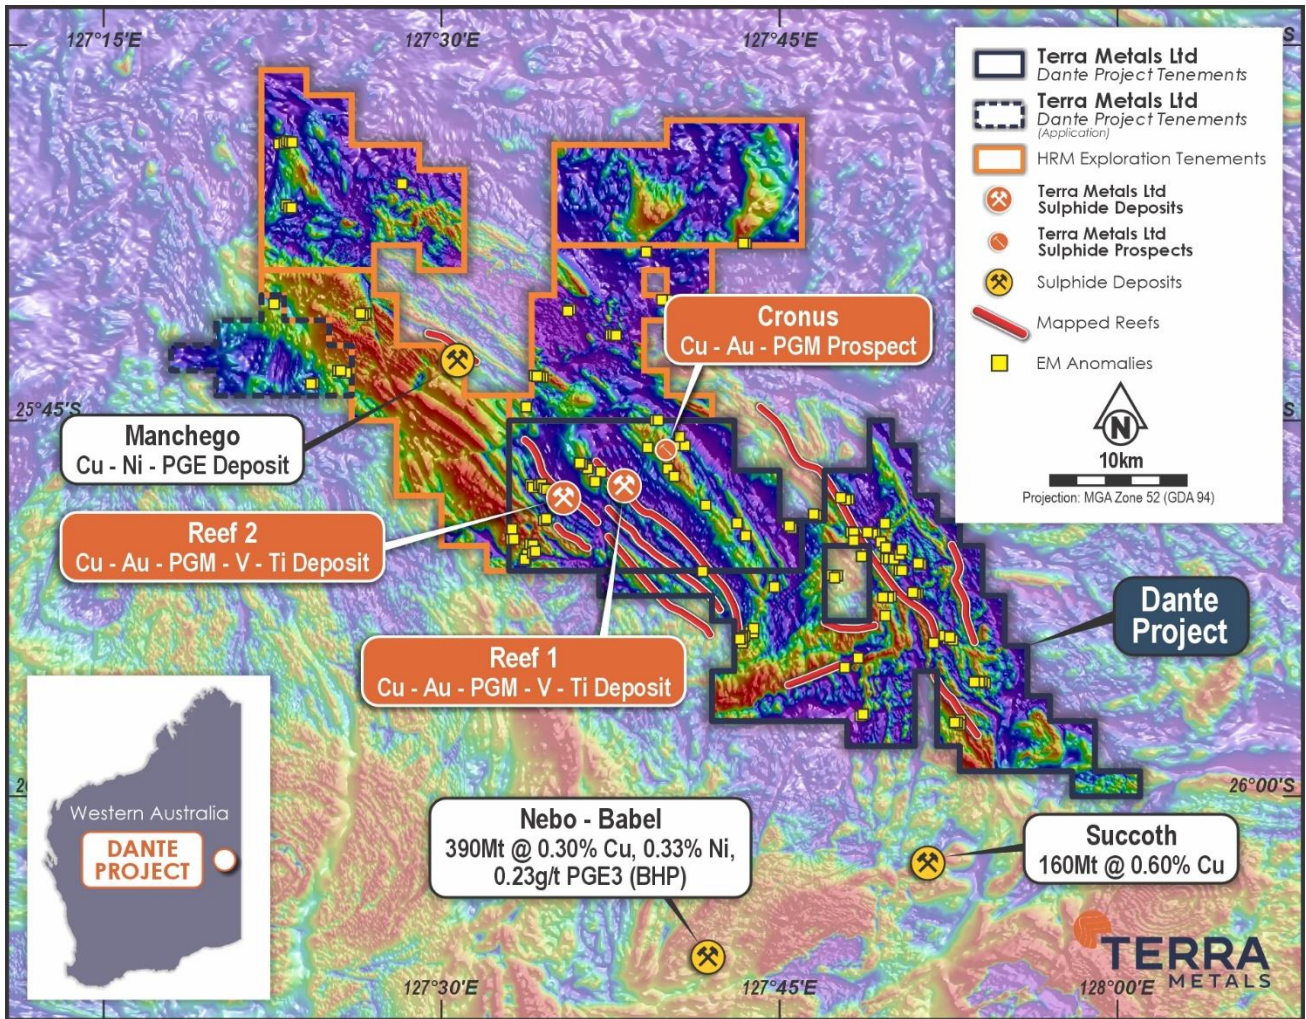 127°15'E
127°30'E
127°45'E
Terra Metals Ltd
Dante Project Tenements
Terra Metals Ltd
Dante Project Tenements
(Application)
HRM Exploration Tenements
Terra Metals Ltd
Sulphide Deposits
Terra Metals Ltd
Sulphide Prospects
Sulphide Deposits
Mapped Reefs
EM Anomalies
N
10km
Projection: MGA Zone 52 (GDA 94)
Cronus
Cu - Au - PGM Prospect
25°45'S
Manchego
Cu - Ni - PGE Deposit
Reef 2
Cu - Au - PGM - V - Ti Deposit
Reef 1
Cu - Au - PGM - V - Ti Deposit
Dante
Project
Western Australia
DANTE
PROJECT
26°00'S
Nebo - Babel
390Mt @ 0.30% Cu, 0.33% Ni,
0.23g/t PGE3 (BHP)
Succoth
160Mt @ 0.60% Cu
TERRA
METALS
127°30'E
127°45'E
128°00'E